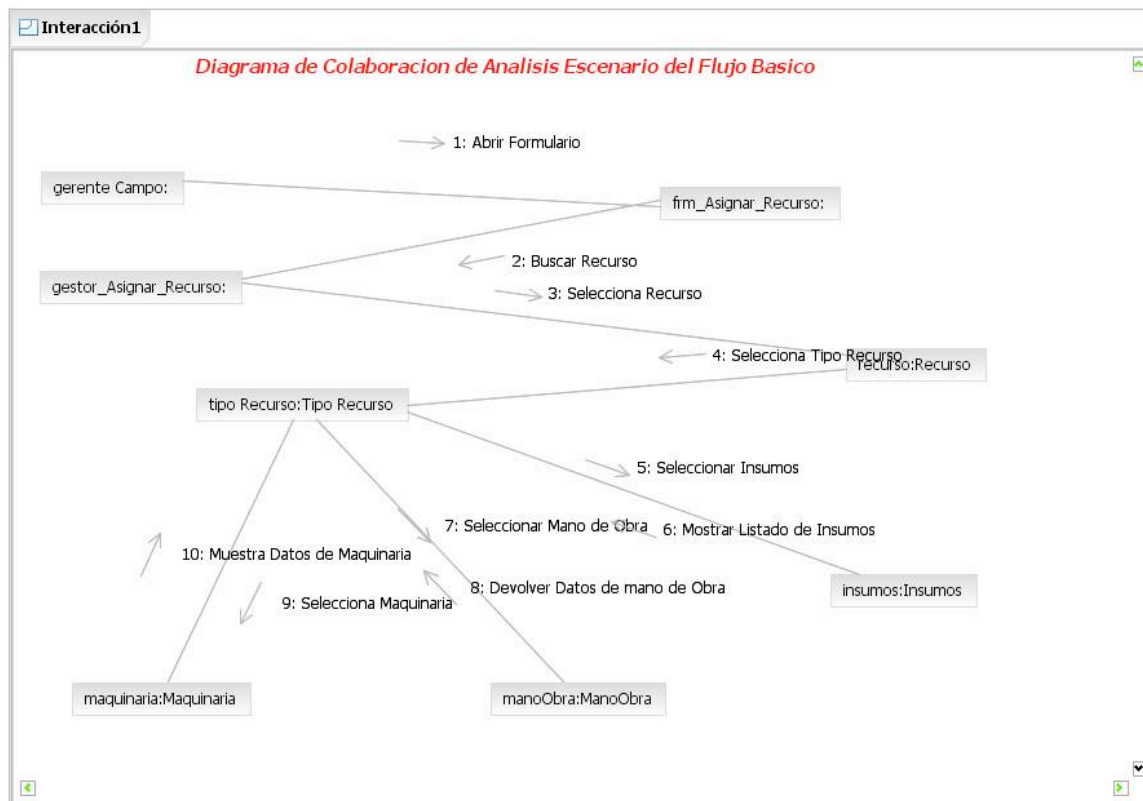 Interacción1
Diagrama de Colaboracion de Analisis Escenario del Flujo Basico
1: Abrir Formulario
gerente Campo:
frm_Asignar_Recurso:
2: Buscar Recurso
gestor_Asignar_Recurso:
3: Selecciona Recurso
4: Selecciona Tipo Recurso
recurso:Recurso
tipo Recurso:Tipo Recurso
5: Seleccionar Insumos
7: Seleccionar Mano de Obra
6: Mostrar Listado de Insumos
10: Muestra Datos de Maquinaria
8: Devolver Datos de mano de Obra
insumos:Insumos
9: Selecciona Maquinaria
maquinaria:Maquinaria
manoObra:ManoObra